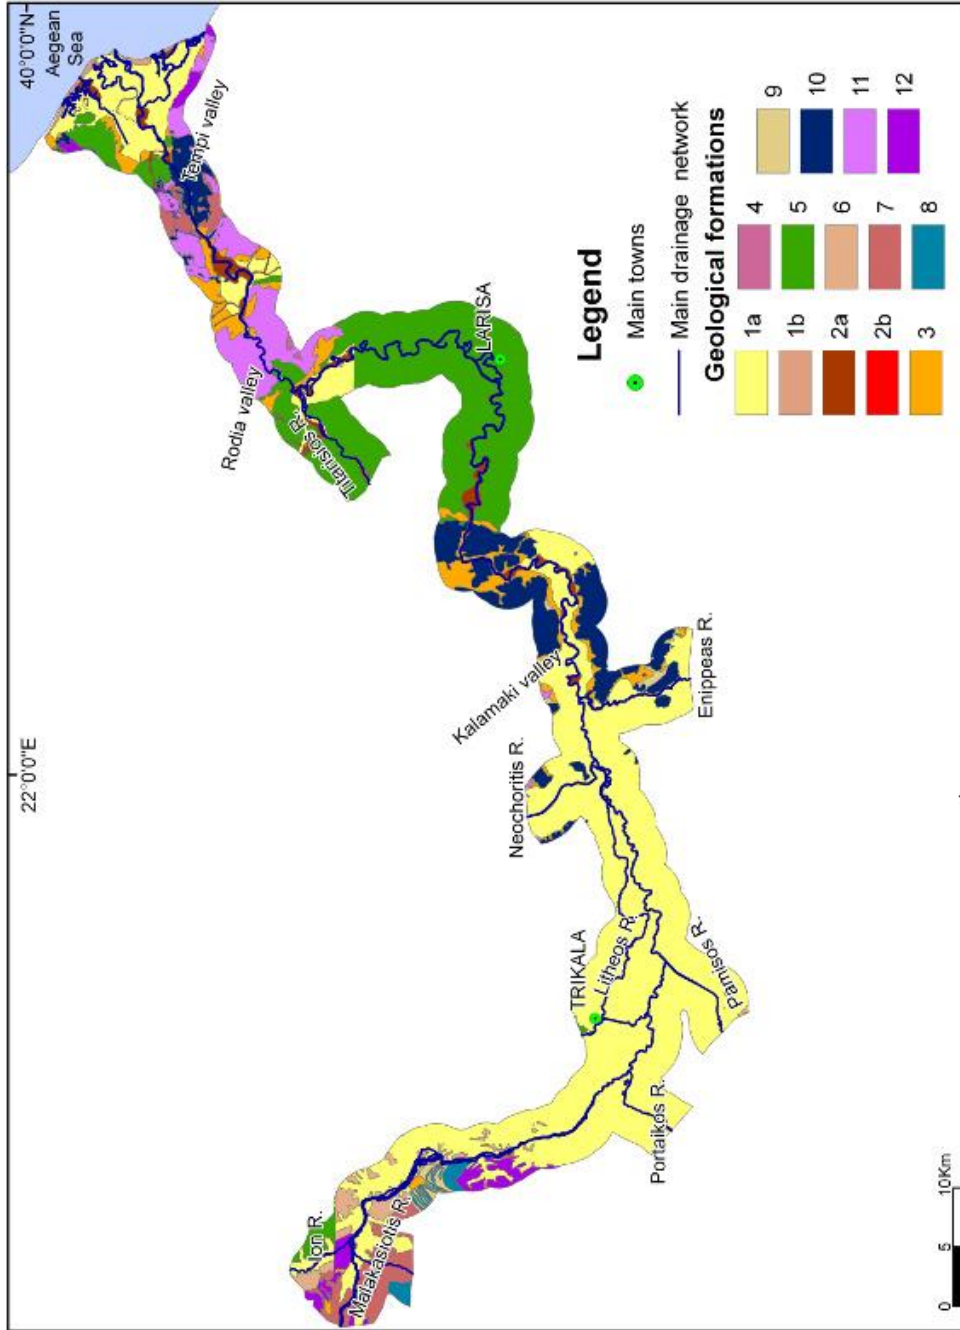 22°0'0"E
40°0'0"N
Aegean
Sea
Tempi valley
Rodia valley
Titarisios R.
LARISA
Kalamaki valley
Enippeas R.
Neochoritis R.
TRIKALA
Litheos R.
Pamisos R.
Portaikos R.
Ion R.
Malakasiotis R.
Legend
Main towns
Main drainage network
Geological formations
1a
1b
2a
2b
3
4
5
6
7
8
9
10
11
12
0 5 10Km